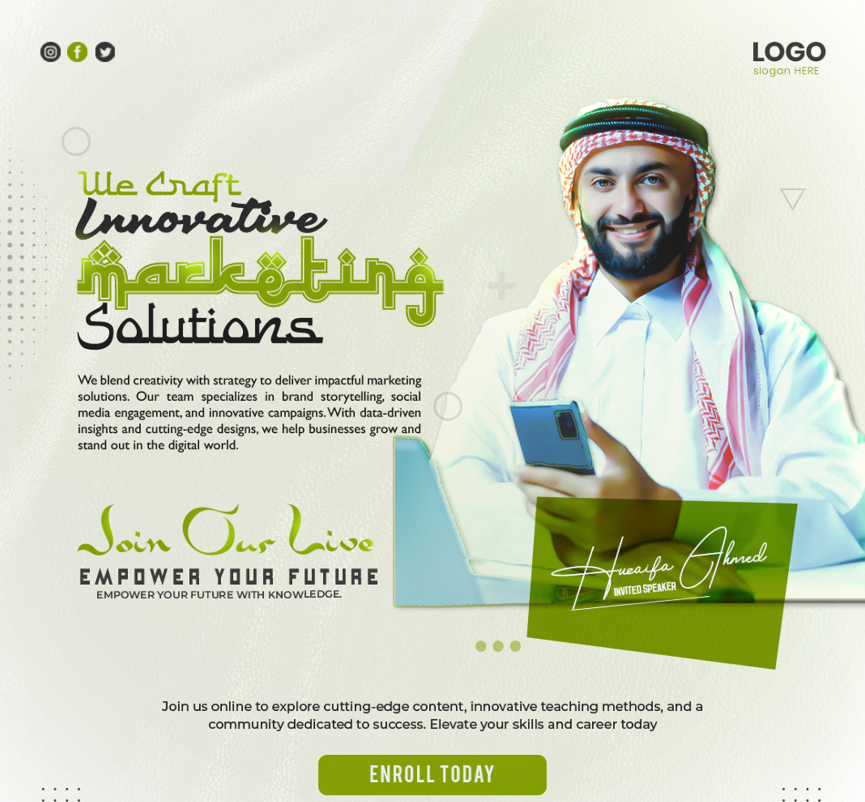 LOGO
slogan HERE
We Craft
Innovative
marketing
Solutions
We blend creativity with strategy to deliver impactful marketing
solutions. Our team specializes in brand storytelling, social
media engagement, and innovative campaigns. With data-driven
insights and cutting-edge designs, we help businesses grow and
stand out in the digital world.
Join Our Live
EMPOWER YOUR FUTURE
EMPOWER YOUR FUTURE WITH KNOWLEDGE.
Huzaifa Ahmed
INVITED SPEAKER
Join us online to explore cutting-edge content, innovative teaching methods, and a
community dedicated to success. Elevate your skills and career today
ENROLL TODAY